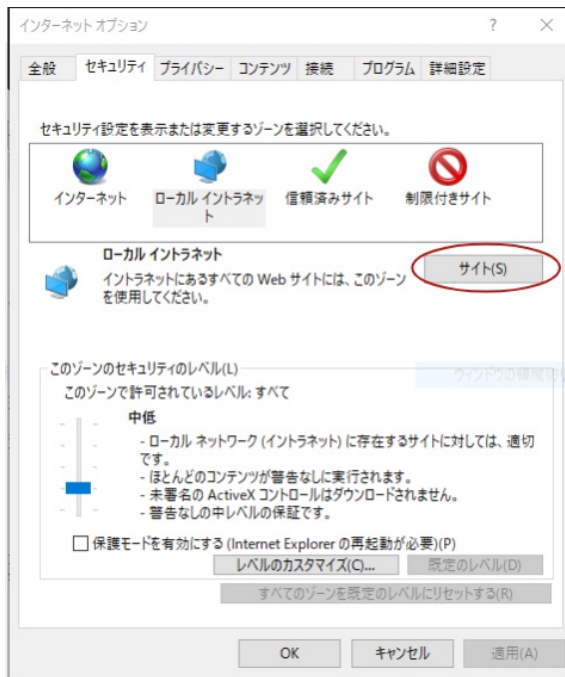 インターネット オプション
? ×
全般 セキュリティ プライバシー コンテンツ 接続 プログラム 詳細設定
セキュリティ設定を表示または変更するゾーンを選択してください。
インターネット ローカル イントラネッ 信頼済みサイト 制限付きサイト
ト
ローカル イントラネット
サイト(S)
イントラネットにあるすべての Web サイトには、このゾーン
を使用してください。
このゾーンのセキュリティのレベル(L)
ウィンドウの領域切り
このゾーンで許可されているレベル: すべて
中低
- ローカル ネットワーク (イントラネット) に存在するサイトに対しては、適切
です。
- ほとんどのコンテンツが警告なしに実行されます。
- 未署名の ActiveX コントロールはダウンロードされません。
- 警告なしの中レベルの保証です。
保護モードを有効にする (Internet Explorer の再起動が必要)(P)
レベルのカスタマイズ(C)... 既定のレベル(D)
すべてのゾーンを既定のレベルにリセットする(R)
OK キャンセル 適用(A)